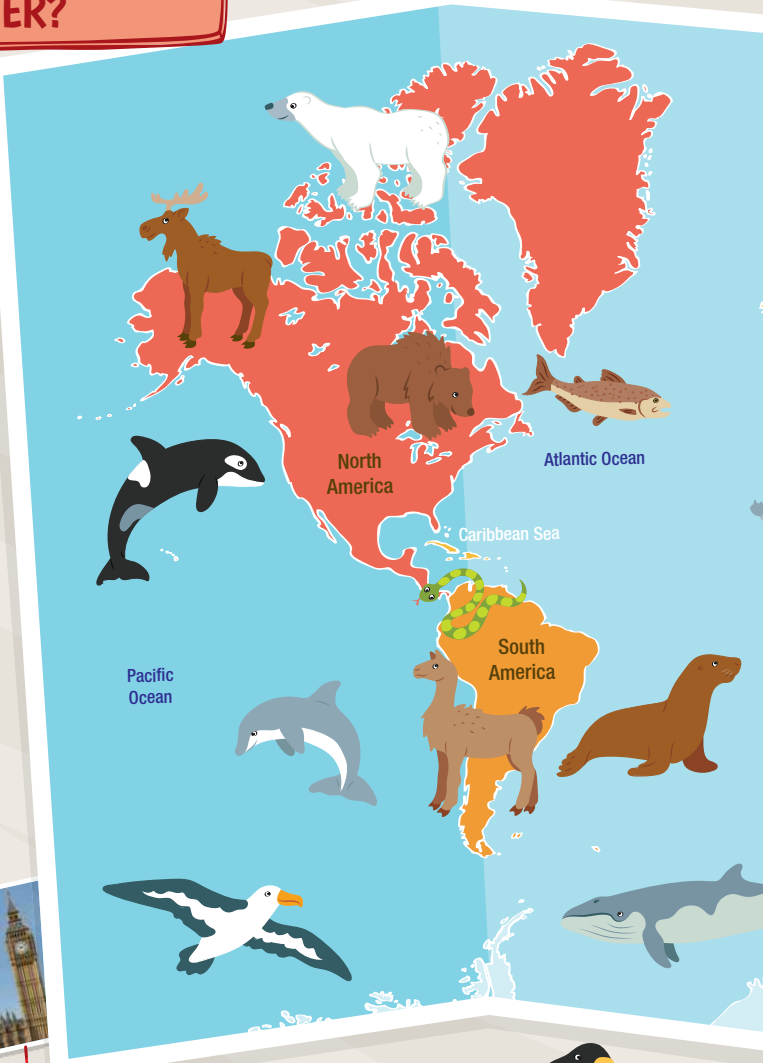 ER?
North
America
Atlantic Ocean
Caribbean Sea
South
America
Pacific
Ocean